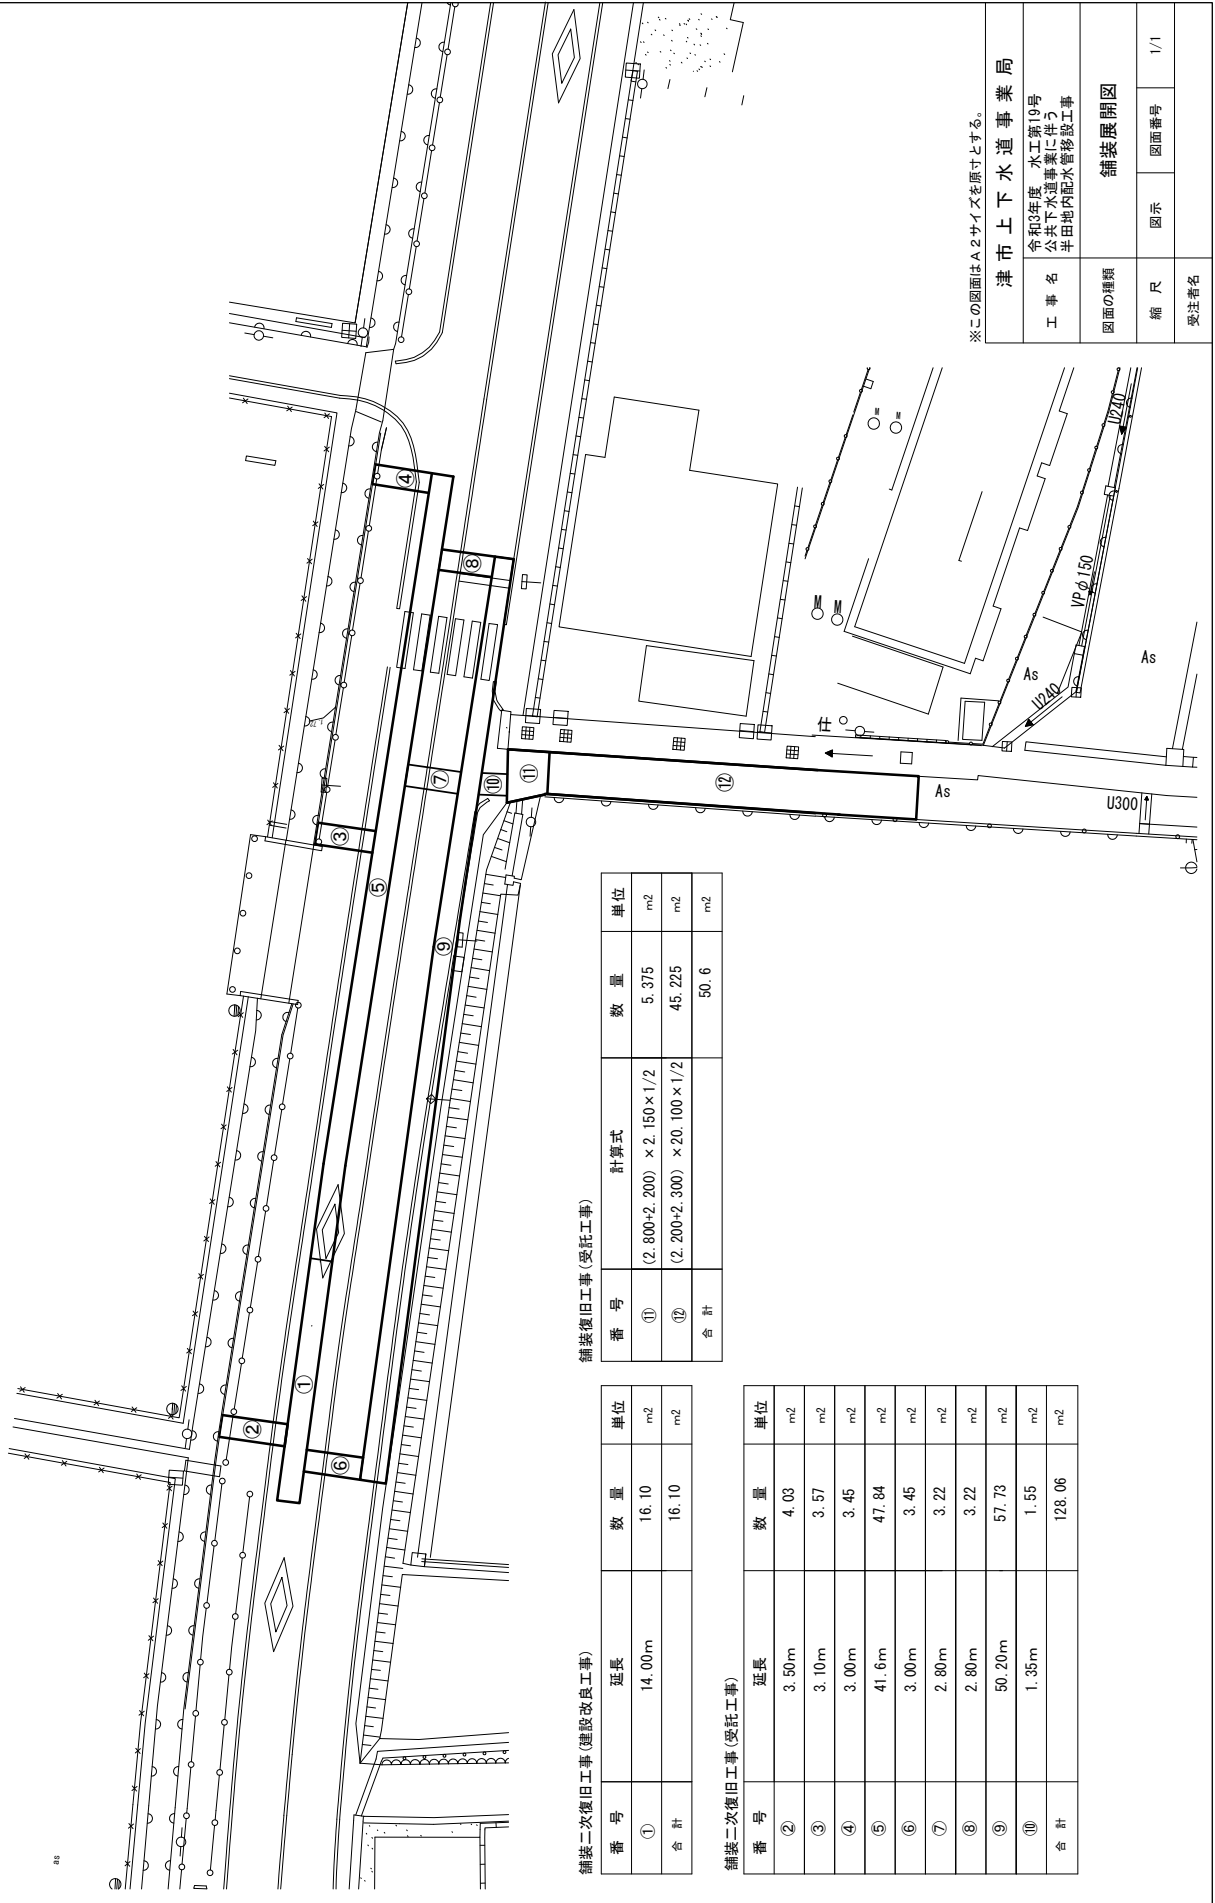 ※この図面はA2サイズを原寸とする。
津市上下水道事業局
工 事 名
令和3年度 水工第19号
公共下水道事業に伴う
半田地内配水管移設工事
図面の種類
舗装展開図
縮 尺 図示 図面番号 1/1
受注者名
舗装二次復旧工事(建設改良工事)
番 号 延長 数 量 単位
① 14.00m 16.10 m2
合 計 16.10 m2
舗装二次復旧工事(受託工事)
番 号 延長 数 量 単位
② 3.50m 4.03 m2
③ 3.10m 3.57 m2
④ 3.00m 3.45 m2
⑤ 41.6m 47.84 m2
⑥ 3.00m 3.45 m2
⑦ 2.80m 3.22 m2
⑧ 2.80m 3.22 m2
⑨ 50.20m 57.73 m2
⑩ 1.35m 1.55 m2
合 計 128.06 m2
舗装復旧工事(受託工事)
番 号 計算式 数 量 単位
⑪ (2.800+2.200) ×2.150×1/2 5.375 m2
⑫ (2.200+2.300) ×20.100×1/2 45.225 m2
合 計 50.6 m2
①
②
③
④
⑤
⑥
⑦
⑧
⑨
⑩
⑪
⑫
as
As
As
As
U240
U240
U300
VPφ150
仕
M
M
M
M